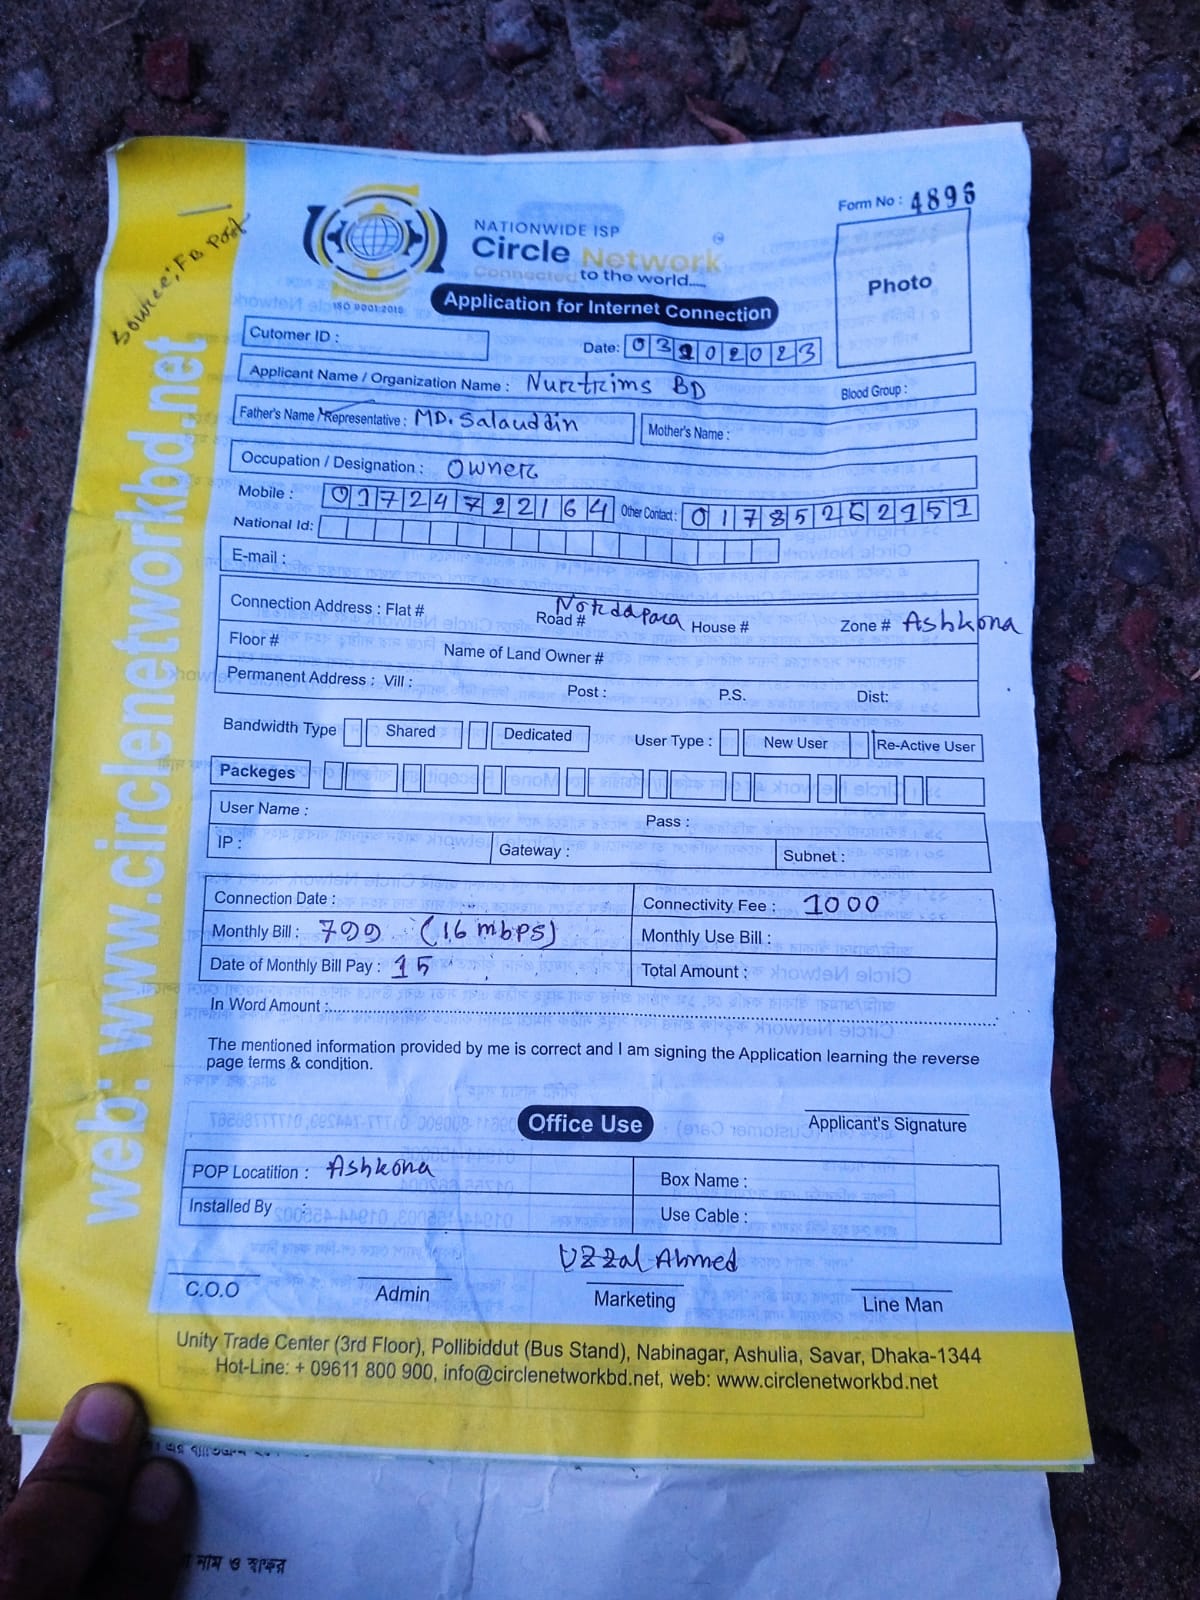 Source; FB Post
web: www.circlenetworkbd.net
Form No : 4896
NATIONWIDE ISP
Circle Network
Connected to the world.....
ISO 9001:2015
Application for Internet Connection
Photo
Cutomer ID :
Date: 03102023
Applicant Name / Organization Name : Nurtrims BD
Blood Group :
Father's Name / Representative : MD. Salauddin
Mother's Name :
Occupation / Designation : Owner
Mobile : 01724722164 Other Contact : 01785252151
National Id:
E-mail :
Connection Address : Flat # Road # Norddapara House # Zone # Ashkona
Floor # Name of Land Owner #
Permanent Address : Vill : Post : P.S. Dist:
Bandwidth Type Shared Dedicated User Type : New User Re-Active User
Packeges
User Name : Pass :
IP : Gateway : Subnet :
Connection Date : Connectivity Fee : 1000
Monthly Bill : 799 (16 mbps) Monthly Use Bill :
Date of Monthly Bill Pay : 15 Total Amount :
In Word Amount :
The mentioned information provided by me is correct and I am signing the Application learning the reverse
page terms & condjtion.
Office Use
Applicant's Signature
POP Locatition : Ashkona Box Name :
Installed By : Use Cable :
Uzzal Ahmed
C.O.O Admin Marketing Line Man
Unity Trade Center (3rd Floor), Pollibiddut (Bus Stand), Nabinagar, Ashulia, Savar, Dhaka-1344
Hot-Line: + 09611 800 900, info@circlenetworkbd.net, web: www.circlenetworkbd.net
নাম ও স্বাক্ষর